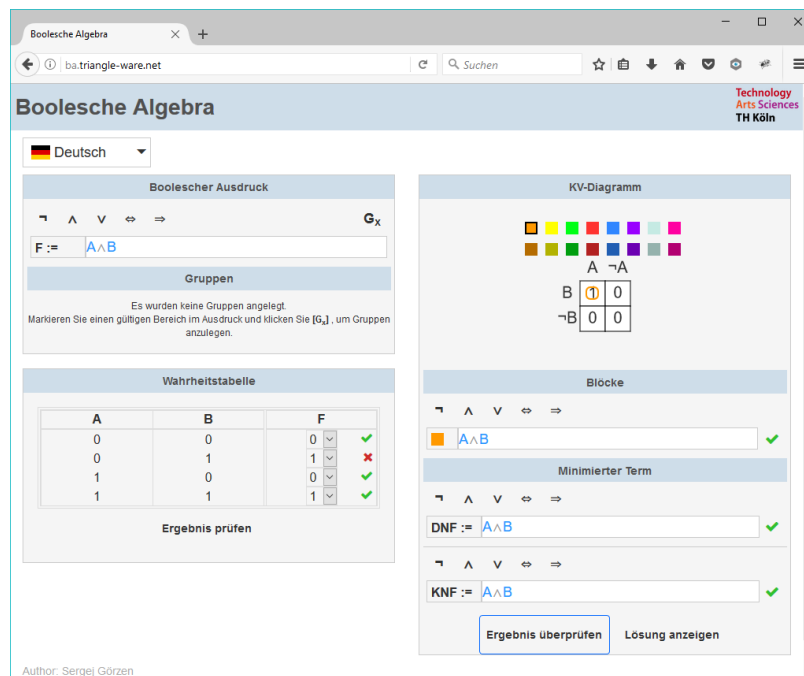 Boolesche Algebra
ba.triangle-ware.net
Suchen
Boolesche Algebra
Technology
Arts Sciences
TH Köln
Deutsch
Boolescher Ausdruck
¬ ∧ ∨ ⇔ ⇒ Gx
F := A∧B
Gruppen
Es wurden keine Gruppen angelegt.
Markieren Sie einen gültigen Bereich im Ausdruck und klicken Sie [Gx] , um Gruppen
anzulegen.
Wahrheitstabelle
A B F
0 0 0
0 1 1
1 0 0
1 1 1
Ergebnis prüfen
KV-Diagramm
A ¬A
B 1 0
¬B 0 0
Blöcke
¬ ∧ ∨ ⇔ ⇒
A∧B
Minimierter Term
¬ ∧ ∨ ⇔ ⇒
DNF := A∧B
¬ ∧ ∨ ⇔ ⇒
KNF := A∧B
Ergebnis überprüfen Lösung anzeigen
Author: Sergej Görzen